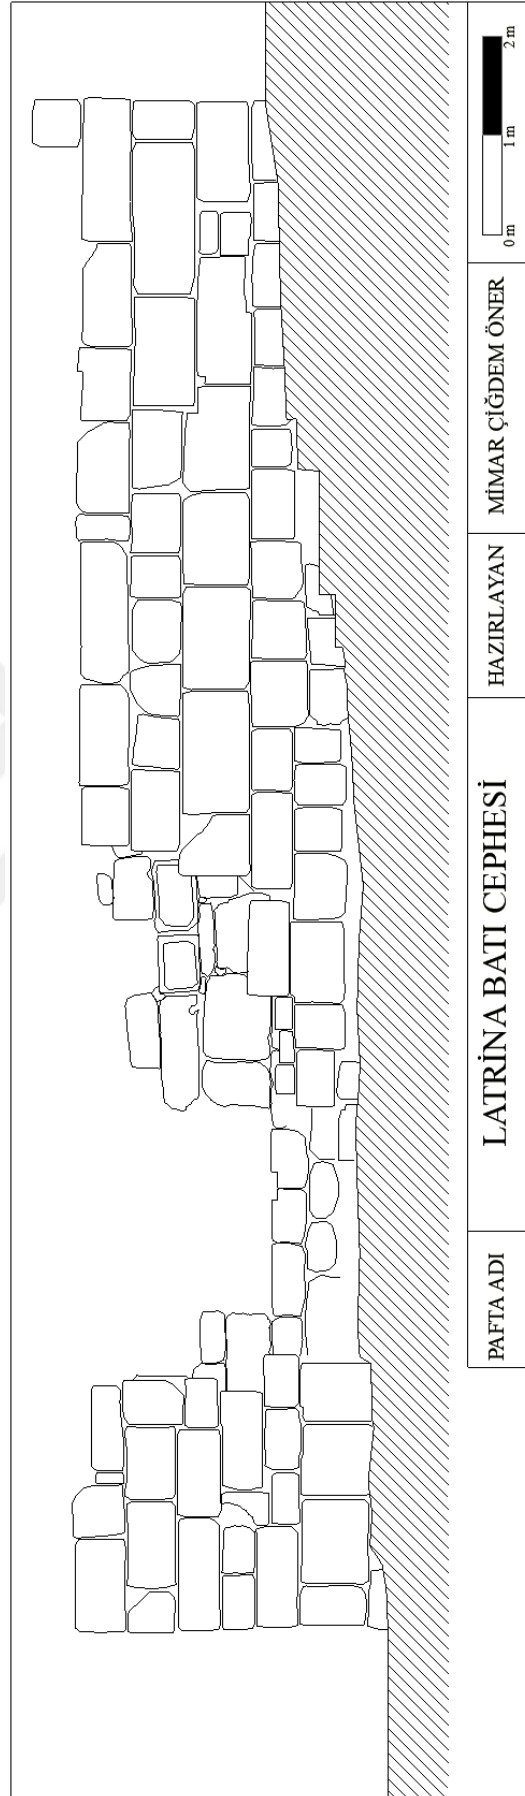 PAFTA ADI
LATRİNA BATI CEPHESİ
HAZIRLAYAN
MİMAR ÇİĞDEM ÖNER
0 m 1 m 2 m